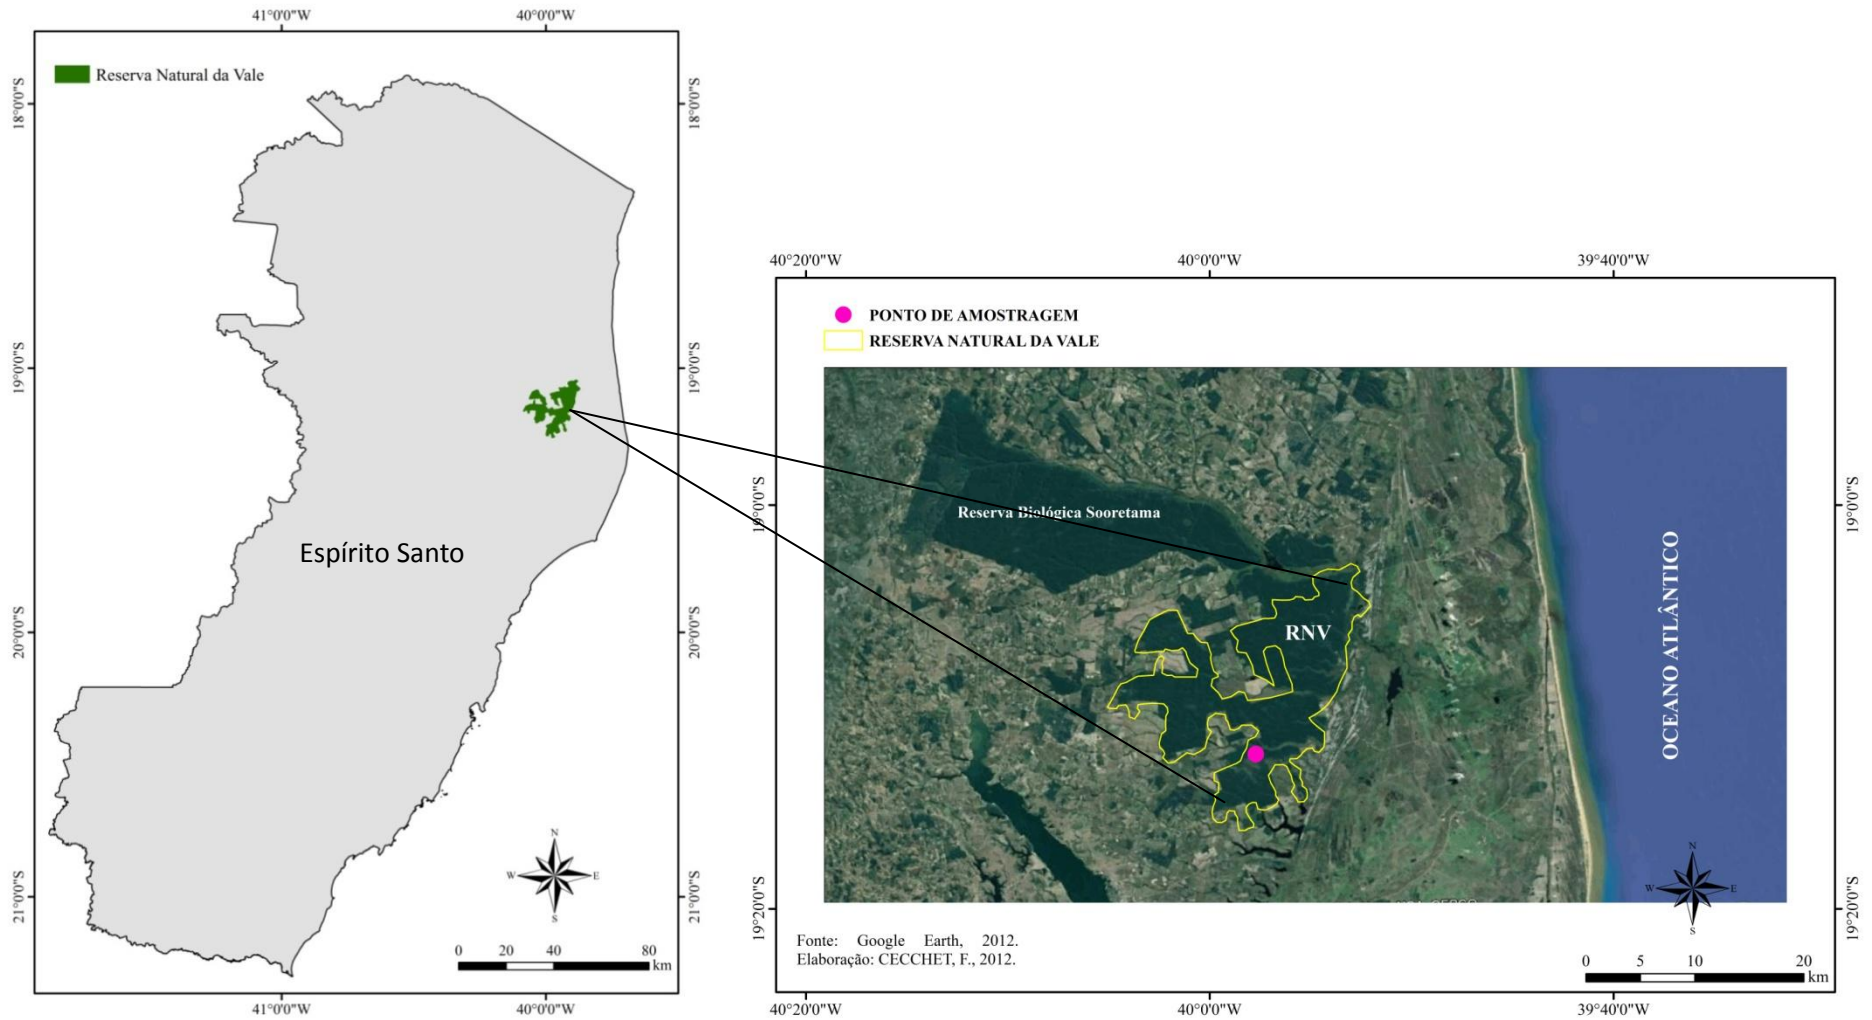 41°0'0"W
40°0'0"W
Reserva Natural da Vale
18°0'0"S
18°0'0"S
19°0'0"S
19°0'0"S
Espírito Santo
20°0'0"S
20°0'0"S
21°0'0"S
21°0'0"S
N
W
E
S
0 20 40 80
km
41°0'0"W
40°0'0"W
40°20'0"W
40°0'0"W
39°40'0"W
PONTO DE AMOSTRAGEM
RESERVA NATURAL DA VALE
19°0'0"S
19°0'0"S
Reserva Biológica Sooretama
RNV
OCEANO ATLÂNTICO
N
W
E
S
19°20'0"S
19°20'0"S
Fonte: Google Earth, 2012.
Elaboração: CECCHET, F., 2012.
0 5 10 20
km
40°20'0"W
40°0'0"W
39°40'0"W